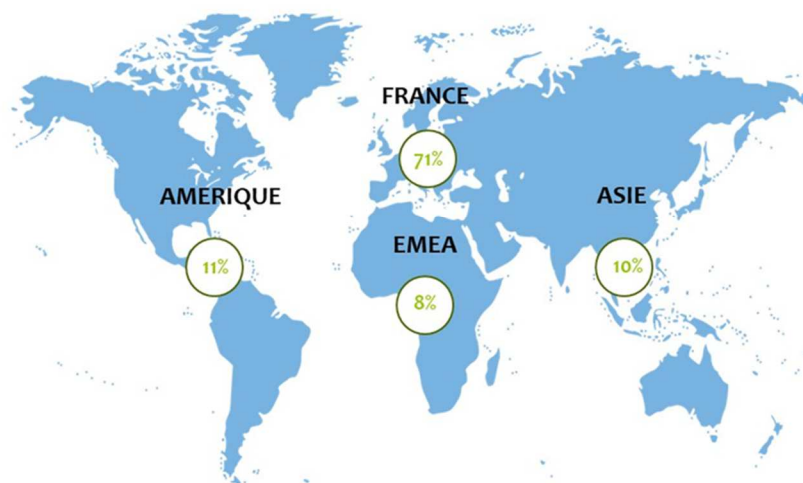 FRANCE
71%
AMERIQUE
ASIE
EMEA
11%
10%
8%